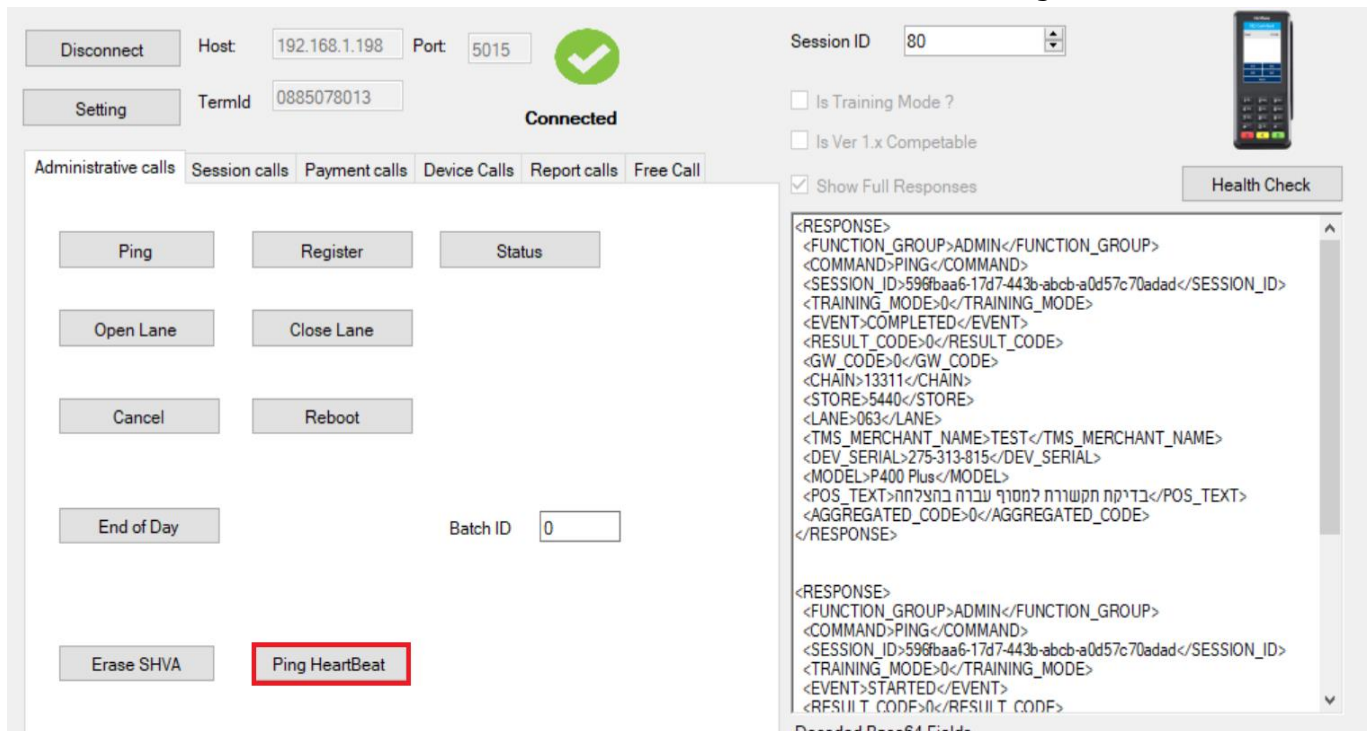 Disconnect
Host: 192.168.1.198 Port: 5015
Setting
TermId 0885078013
Connected
Administrative calls Session calls Payment calls Device Calls Report calls Free Call
Ping Register Status
Open Lane Close Lane
Cancel Reboot
End of Day Batch ID 0
Erase SHVA Ping HeartBeat
Session ID 80
Is Training Mode ?
Is Ver 1.x Competable
Show Full Responses
Health Check
<RESPONSE>
<FUNCTION_GROUP>ADMIN</FUNCTION_GROUP>
<COMMAND>PING</COMMAND>
<SESSION_ID>596fbaa6-17d7-443b-abcb-a0d57c70adad</SESSION_ID>
<TRAINING_MODE>0</TRAINING_MODE>
<EVENT>COMPLETED</EVENT>
<RESULT_CODE>0</RESULT_CODE>
<GW_CODE>0</GW_CODE>
<CHAIN>13311</CHAIN>
<STORE>5440</STORE>
<LANE>063</LANE>
<TMS_MERCHANT_NAME>TEST</TMS_MERCHANT_NAME>
<DEV_SERIAL>275-313-815</DEV_SERIAL>
<MODEL>P400 Plus</MODEL>
<POS_TEXT>בדיקת תקשורת למסוף עברה בהצלחה</POS_TEXT>
<AGGREGATED_CODE>0</AGGREGATED_CODE>
</RESPONSE>
<RESPONSE>
<FUNCTION_GROUP>ADMIN</FUNCTION_GROUP>
<COMMAND>PING</COMMAND>
<SESSION_ID>596fbaa6-17d7-443b-abcb-a0d57c70adad</SESSION_ID>
<TRAINING_MODE>0</TRAINING_MODE>
<EVENT>STARTED</EVENT>
<RESULT_CODE>0</RESULT_CODE>
Decoded Base64 Fields